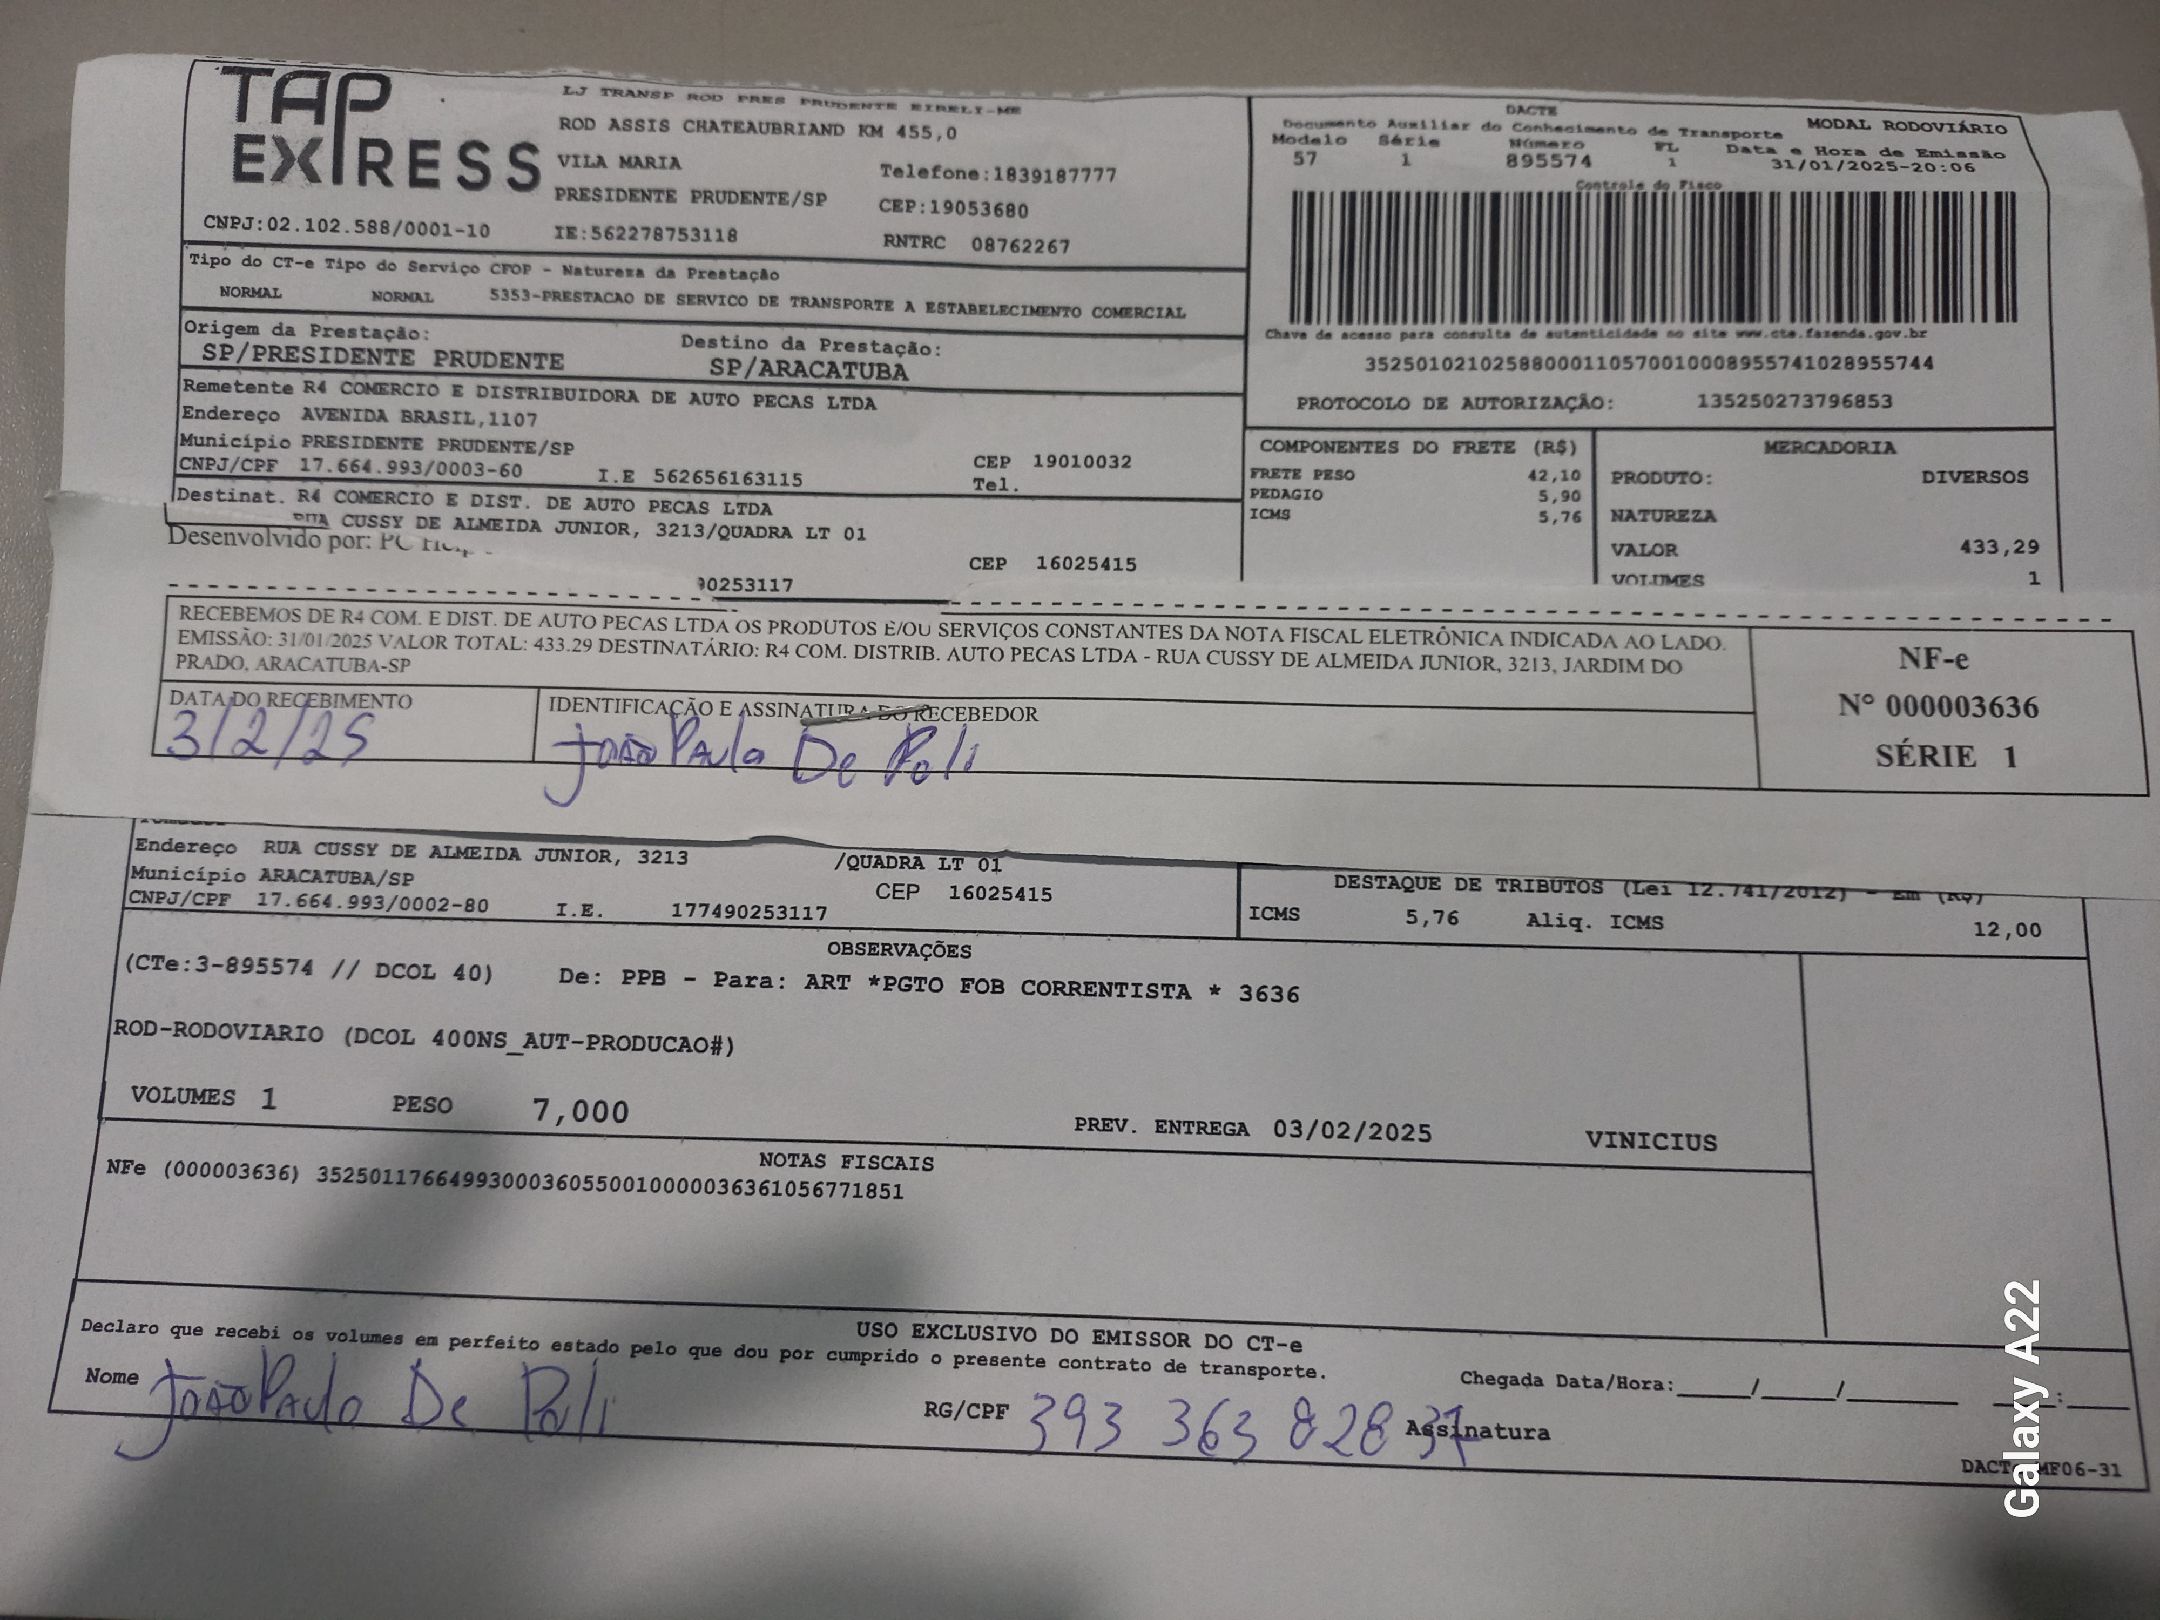 TAP
EXPRESS
LJ TRANSP ROD PRES PRUDENTE EIRELI-ME
ROD ASSIS CHATEAUBRIAND KM 455,0
VILA MARIA Telefone:1839187777
PRESIDENTE PRUDENTE/SP CEP:19053680
CNPJ:02.102.588/0001-10 IE:562278753118 RNTRC 08762267
DACTE
Documento Auxiliar do Conhecimento de Transporte MODAL RODOVIÁRIO
Modelo Série Número FL Data e Hora de Emissão
57 1 895574 1 31/01/2025-20:06
Controle do Fisco
Chave de acesso para consulta de autenticidade no site www.cte.fazenda.gov.br
35250102102588000110570010008955741028955744
PROTOCOLO DE AUTORIZAÇÃO: 135250273796853
Tipo do CT-e Tipo do Serviço CFOP - Natureza da Prestação
NORMAL NORMAL 5353-PRESTACAO DE SERVICO DE TRANSPORTE A ESTABELECIMENTO COMERCIAL
Origem da Prestação: Destino da Prestação:
SP/PRESIDENTE PRUDENTE SP/ARACATUBA
Remetente R4 COMERCIO E DISTRIBUIDORA DE AUTO PECAS LTDA
Endereço AVENIDA BRASIL,1107
Município PRESIDENTE PRUDENTE/SP CEP 19010032
CNPJ/CPF 17.664.993/0003-60 I.E 562656163115 Tel.
Destinat. R4 COMERCIO E DIST. DE AUTO PECAS LTDA
RUA CUSSY DE ALMEIDA JUNIOR, 3213/QUADRA LT 01
CEP 16025415
90253117
COMPONENTES DO FRETE (R$)
FRETE PESO 42,10
PEDAGIO 5,90
ICMS 5,76
MERCADORIA
PRODUTO: DIVERSOS
NATUREZA
VALOR 433,29
VOLUMES 1
Desenvolvido por: PC
RECEBEMOS DE R4 COM. E DIST. DE AUTO PECAS LTDA OS PRODUTOS E/OU SERVIÇOS CONSTANTES DA NOTA FISCAL ELETRÔNICA INDICADA AO LADO.
EMISSÃO: 31/01/2025 VALOR TOTAL: 433.29 DESTINATÁRIO: R4 COM. DISTRIB. AUTO PECAS LTDA - RUA CUSSY DE ALMEIDA JUNIOR, 3213, JARDIM DO
PRADO, ARACATUBA-SP
DATA DO RECEBIMENTO IDENTIFICAÇÃO E ASSINATURA DO RECEBEDOR
3/2/25 João Paulo De Poli
NF-e
Nº 000003636
SÉRIE 1
Endereço RUA CUSSY DE ALMEIDA JUNIOR, 3213 /QUADRA LT 01
Município ARACATUBA/SP CEP 16025415
CNPJ/CPF 17.664.993/0002-80 I.E. 177490253117
DESTAQUE DE TRIBUTOS (Lei 12.741/2012) - Em (R$)
ICMS 5,76 Aliq. ICMS 12,00
OBSERVAÇÕES
(CTe:3-895574 // DCOL 40) De: PPB - Para: ART *PGTO FOB CORRENTISTA * 3636
ROD-RODOVIARIO (DCOL 400NS_AUT-PRODUCAO#)
VOLUMES 1 PESO 7,000 PREV. ENTREGA 03/02/2025 VINICIUS
NOTAS FISCAIS
NFe (000003636) 35250117664993000360550010000036361056771851
USO EXCLUSIVO DO EMISSOR DO CT-e
Declaro que recebi os volumes em perfeito estado pelo que dou por cumprido o presente contrato de transporte.
Nome João Paulo De Poli RG/CPF 393 363 828 37 Assinatura
Chegada Data/Hora:____/____/____ __:__
MF06-31
Galaxy A22